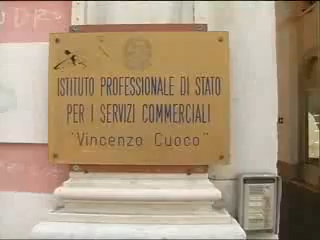 ISTITUTO PROFESSIONALE DI STATO
PER I SERVIZI COMMERCIALI
"Vincenzo Cuoco"